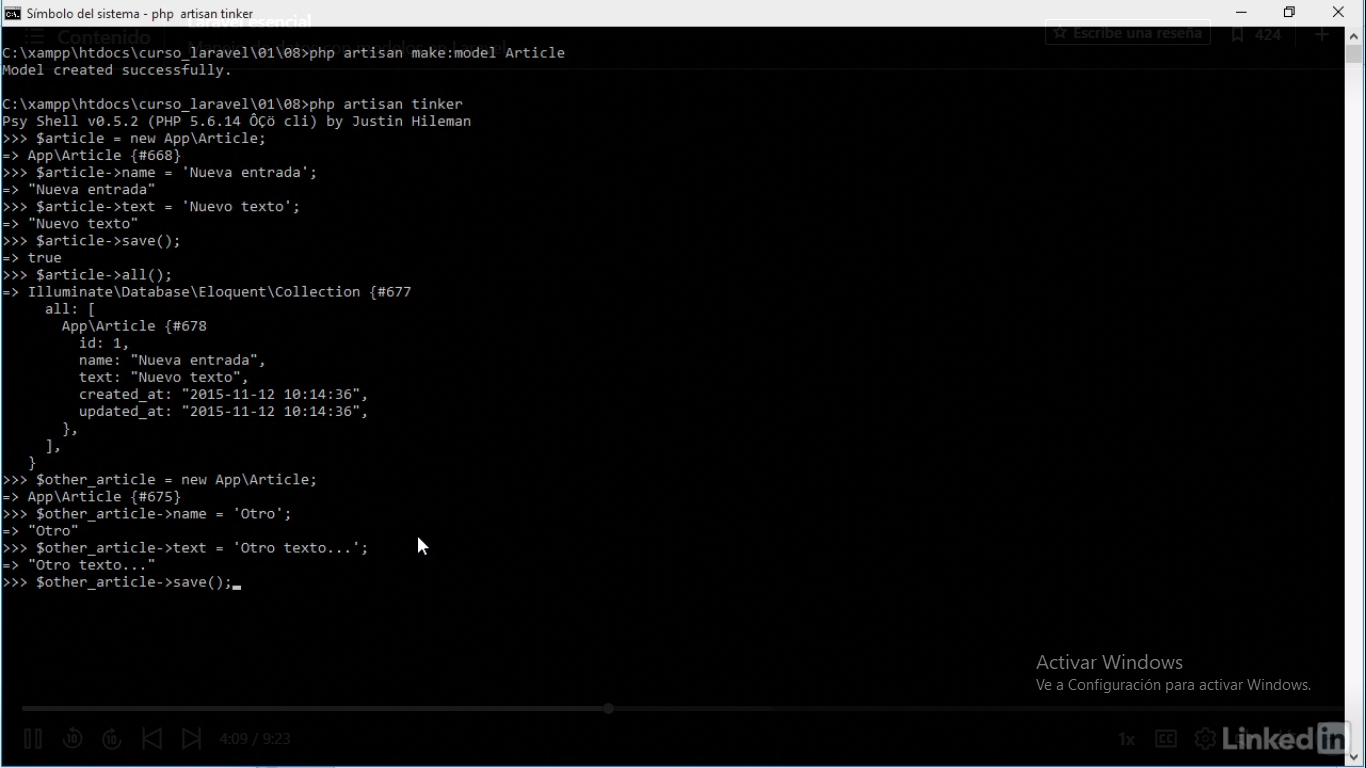 Símbolo del sistema - php  artisan tinker
Laravel esencial
Contenido
Escribe una reseña
424
C:\xampp\htdocs\curso_laravel\01\08>php artisan make:model Article
Model created successfully.
C:\xampp\htdocs\curso_laravel\01\08>php artisan tinker
Psy Shell v0.5.2 (PHP 5.6.14 ÔÇö cli) by Justin Hileman
>>> $article = new App\Article;
=> App\Article {#668}
>>> $article->name = 'Nueva entrada';
=> "Nueva entrada"
>>> $article->text = 'Nuevo texto';
=> "Nuevo texto"
>>> $article->save();
=> true
>>> $article->all();
=> Illuminate\Database\Eloquent\Collection {#677
     all: [
       App\Article {#678
         id: 1,
         name: "Nueva entrada",
         text: "Nuevo texto",
         created_at: "2015-11-12 10:14:36",
         updated_at: "2015-11-12 10:14:36",
       },
     ],
   }
>>> $other_article = new App\Article;
=> App\Article {#675}
>>> $other_article->name = 'Otro';
=> "Otro"
>>> $other_article->text = 'Otro texto...';
=> "Otro texto..."
>>> $other_article->save();
Activar Windows
Ve a Configuración para activar Windows.
4:09 / 9:23
1x
CC
LinkedIn